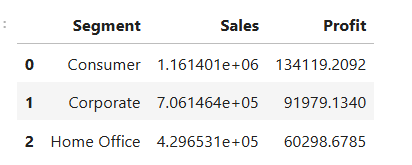 :
Segment Sales Profit
0 Consumer 1.161401e+06 134119.2092
1 Corporate 7.061464e+05 91979.1340
2 Home Office 4.296531e+05 60298.6785